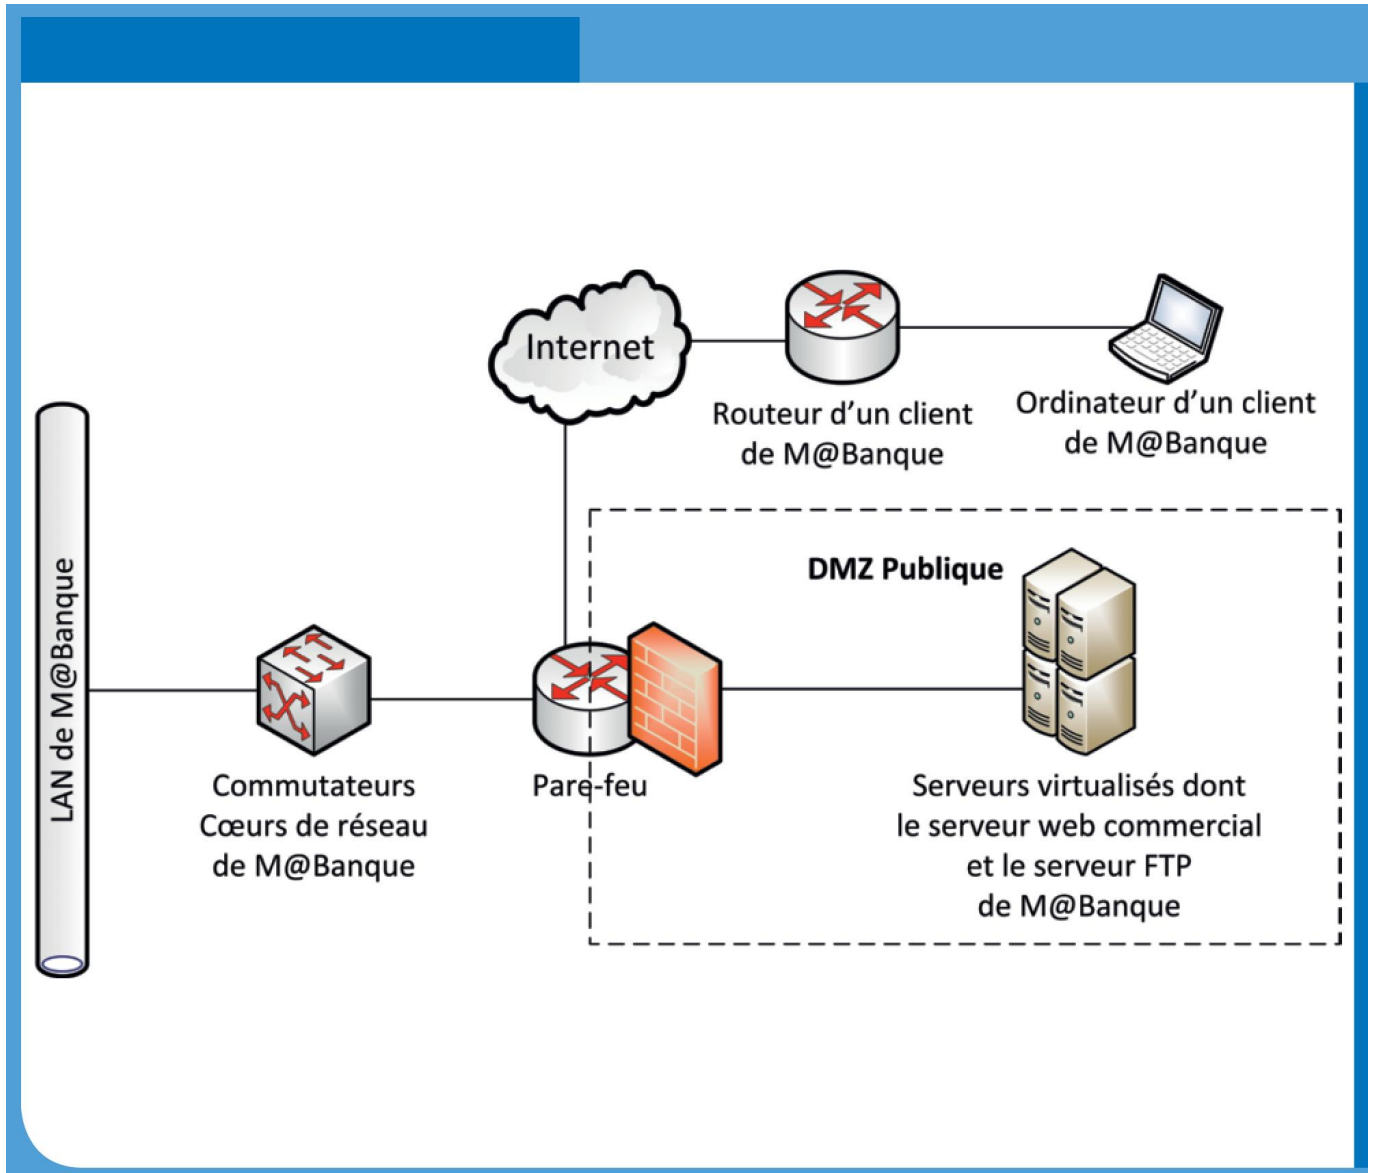 Internet
Routeur d’un client
de M@Banque
Ordinateur d’un client
de M@Banque
LAN de M@Banque
DMZ Publique
Commutateurs
Cœurs de réseau
de M@Banque
Pare-feu
Serveurs virtualisés dont
le serveur web commercial
et le serveur FTP
de M@Banque